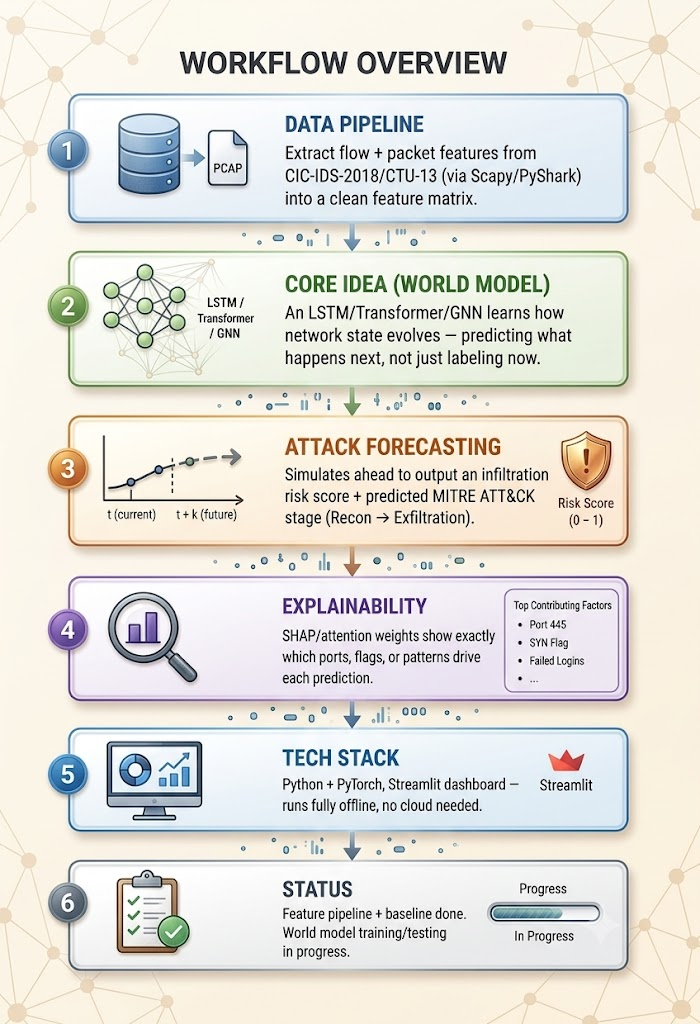 WORKFLOW OVERVIEW
1
PCAP
DATA PIPELINE
Extract flow + packet features from
CIC-IDS-2018/CTU-13 (via Scapy/PyShark)
into a clean feature matrix.
2
LSTM /
Transformer
/ GNN
CORE IDEA (WORLD MODEL)
An LSTM/Transformer/GNN learns how
network state evolves — predicting what
happens next, not just labeling now.
3
t (current)
t + k (future)
ATTACK FORECASTING
Simulates ahead to output an infiltration
risk score + predicted MITRE ATT&CK
stage (Recon → Exfiltration).
Risk Score
(0 – 1)
4
EXPLAINABILITY
SHAP/attention weights show exactly
which ports, flags, or patterns drive
each prediction.
Top Contributing Factors
• Port 445
• SYN Flag
• Failed Logins
• ...
5
TECH STACK
Python + PyTorch, Streamlit dashboard —
runs fully offline, no cloud needed.
Streamlit
6
STATUS
Feature pipeline + baseline done.
World model training/testing
in progress.
Progress
In Progress